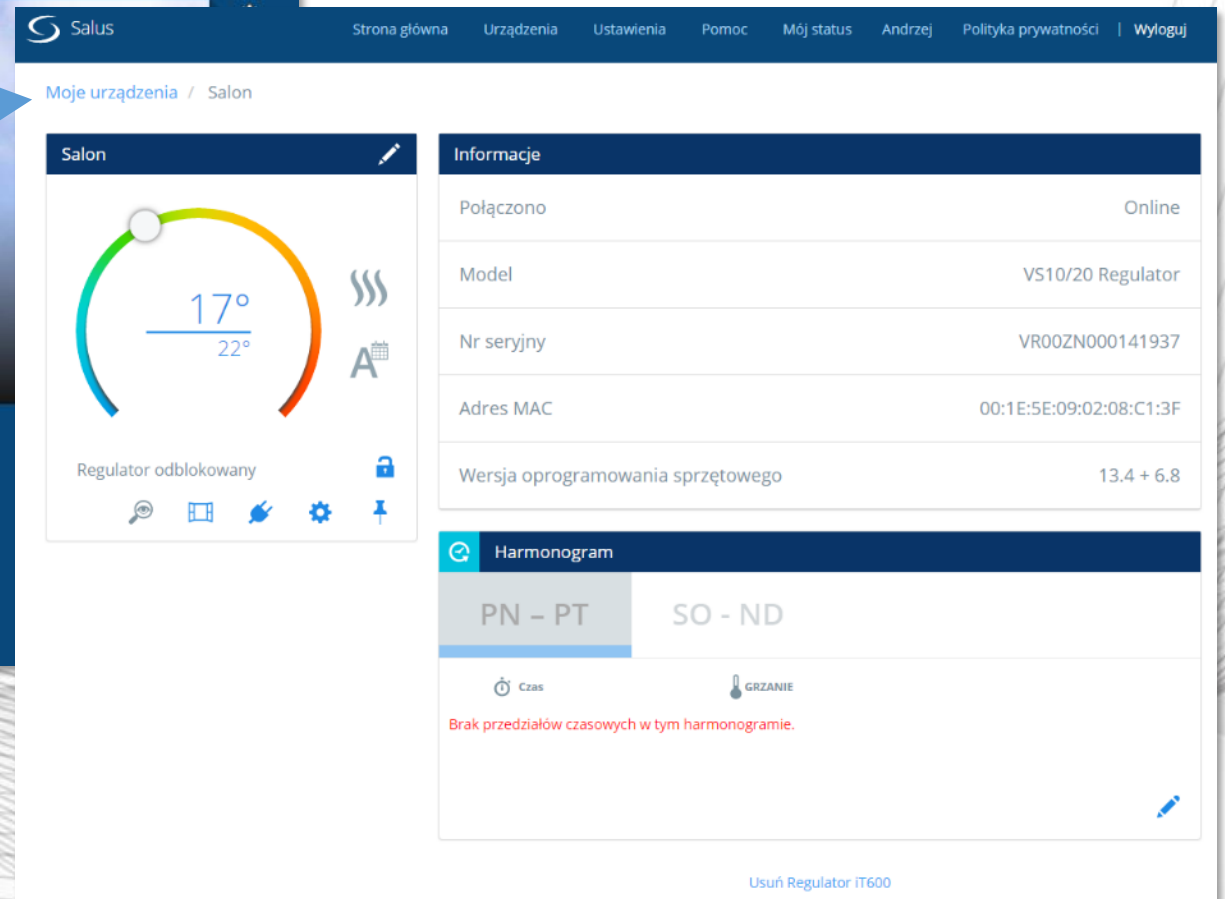 Salus
Strona główna Urządzenia Ustawienia Pomoc Mój status Andrzej Polityka prywatności | Wyloguj
Moje urządzenia / Salon
Salon
17°
22°
A
Regulator odblokowany
Informacje
Połączono Online
Model VS10/20 Regulator
Nr seryjny VR00ZN000141937
Adres MAC 00:1E:5E:09:02:08:C1:3F
Wersja oprogramowania sprzętowego 13.4 + 6.8
Harmonogram
PN – PT SO - ND
Czas GRZANIE
Brak przedziałów czasowych w tym harmonogramie.
Usuń Regulator iT600